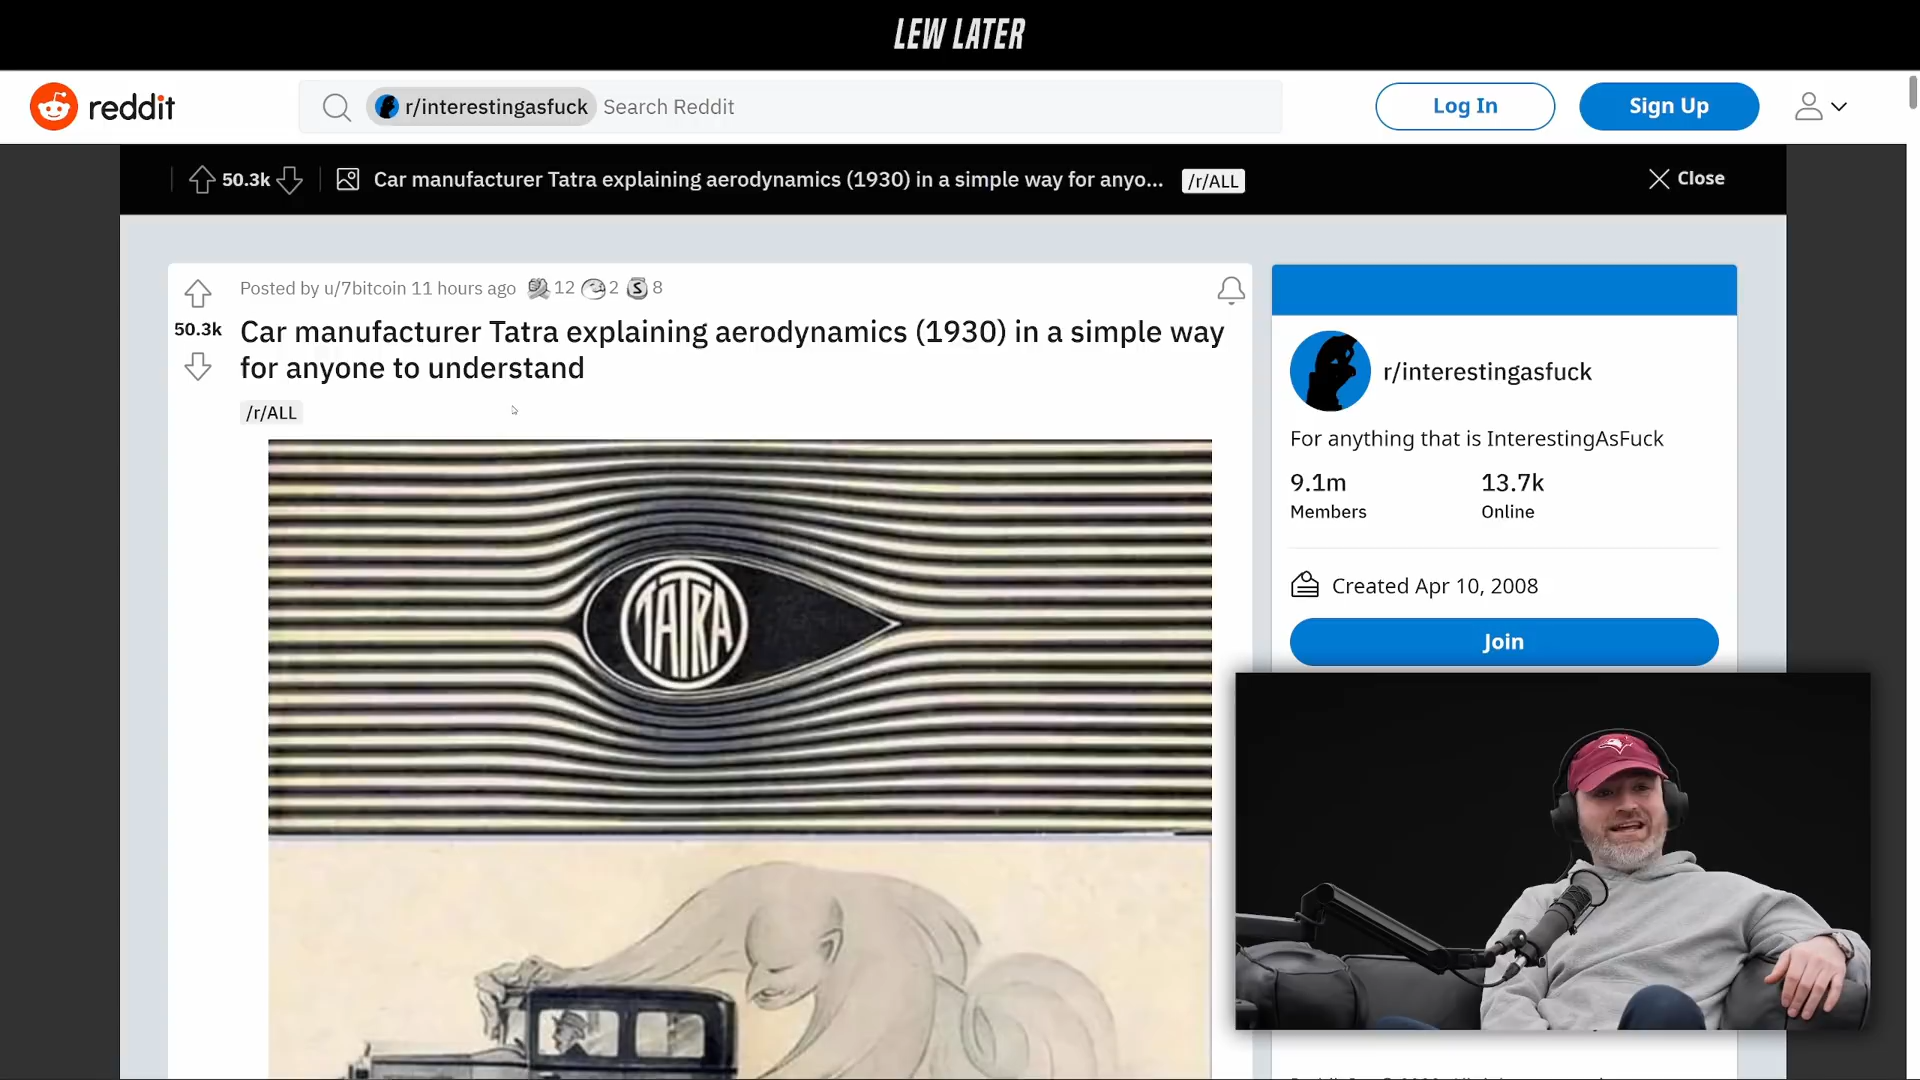 LEW LATER
reddit
r/interestingasfuck Search Reddit
Log In
Sign Up
50.3k
Car manufacturer Tatra explaining aerodynamics (1930) in a simple way for anyo...
/r/ALL
Close
Posted by u/7bitcoin 11 hours ago 12 2 S 8
50.3k
Car manufacturer Tatra explaining aerodynamics (1930) in a simple way
for anyone to understand
/r/ALL
TATRA
r/interestingasfuck
For anything that is InterestingAsFuck
9.1m
Members
13.7k
Online
Created Apr 10, 2008
Join